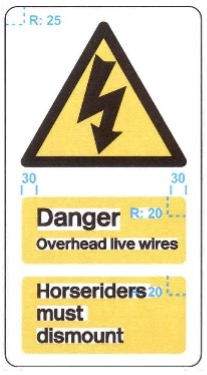 R: 25
30 30
Danger R: 20
Overhead live wires
Horseriders R: 20
must
dismount